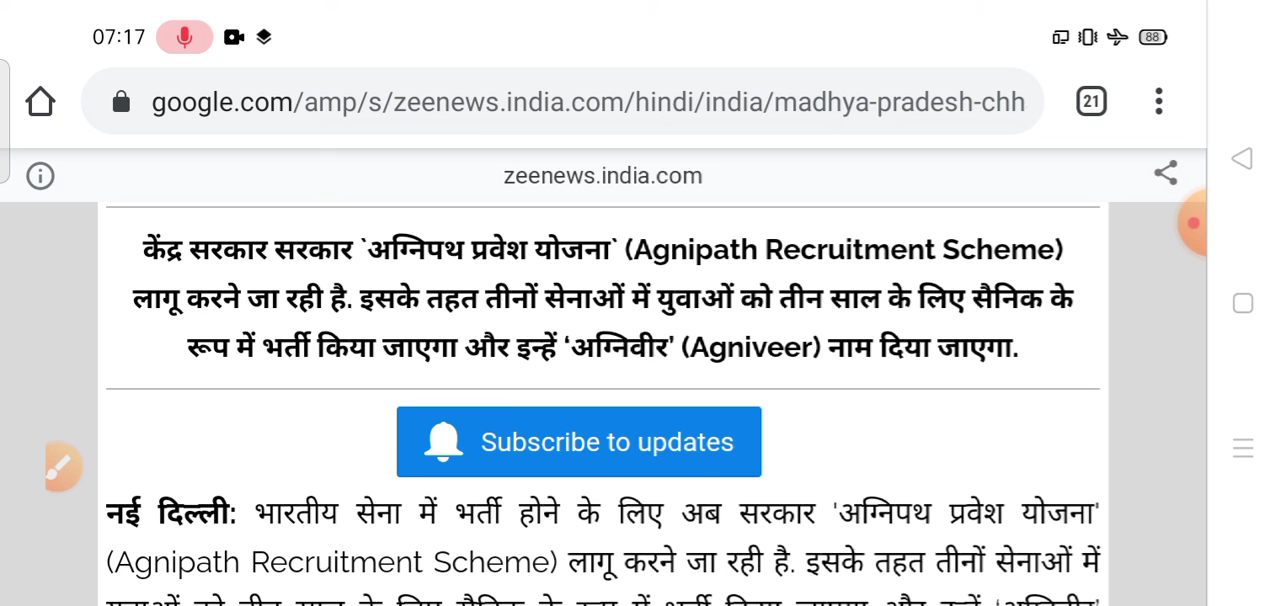 07:17
88
google.com/amp/s/zeenews.india.com/hindi/india/madhya-pradesh-chh
21
zeenews.india.com
केंद्र सरकार सरकार `अग्निपथ प्रवेश योजना` (Agnipath Recruitment Scheme)
लागू करने जा रही है. इसके तहत तीनों सेनाओं में युवाओं को तीन साल के लिए सैनिक के
रूप में भर्ती किया जाएगा और इन्हें ‘अग्निवीर’ (Agniveer) नाम दिया जाएगा.
Subscribe to updates
नई दिल्ली: भारतीय सेना में भर्ती होने के लिए अब सरकार 'अग्निपथ प्रवेश योजना'
(Agnipath Recruitment Scheme) लागू करने जा रही है. इसके तहत तीनों सेनाओं में